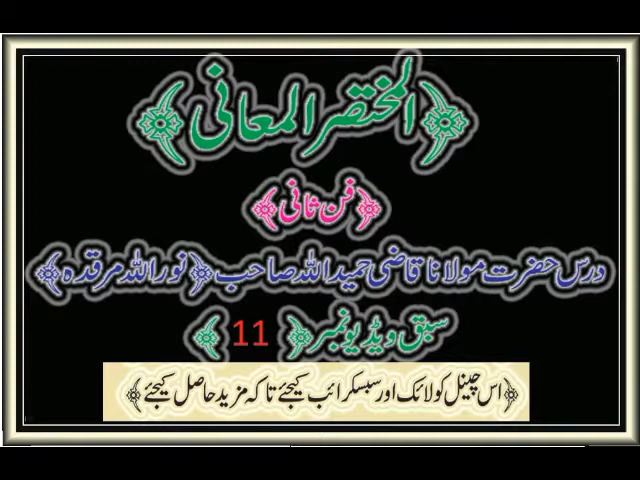 ﴿المختصر المعانی﴾
﴿فن ثانی﴾
درس حضرت مولانا قاضی حمید اللہ صاحب ﴿نور اللہ مرقدہ﴾
سبق ویڈیو نمبر ﴿11﴾
﴿اس چینل کو لائک اور سبسکرائب کیجئے تاکہ مزید حاصل کیجئے﴾